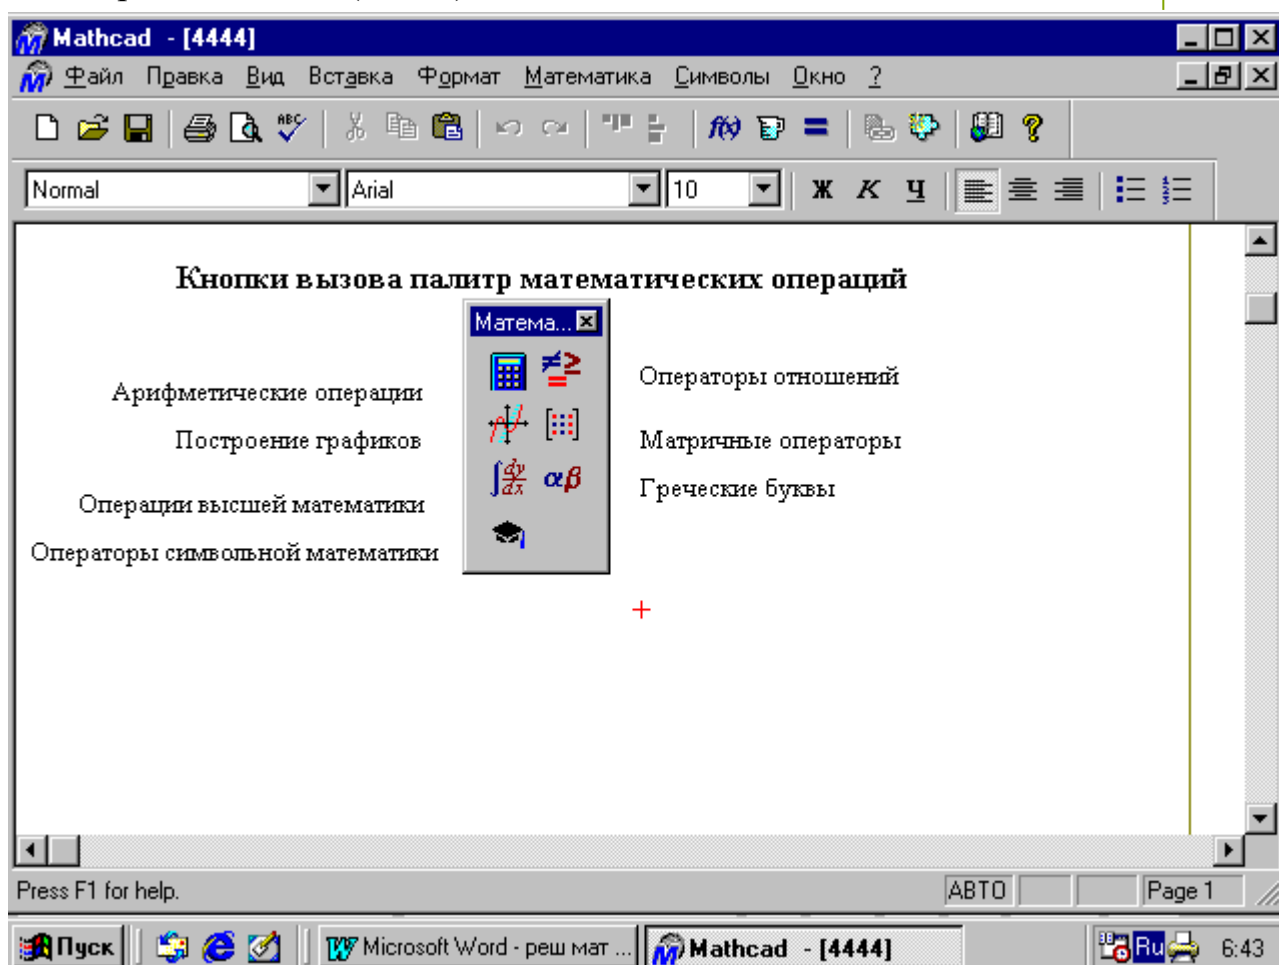 Mathcad - [4444]
Файл Правка Вид Вставка Формат Математика Символы Окно ?
Normal Arial 10 Ж К Ч
Кнопки вызова палитр математических операций
Матема...
Арифметические операции
Операторы отношений
Построение графиков
Матричные операторы
Операции высшей математики
Греческие буквы
Операторы символьной математики
Press F1 for help. АВТО Page 1
Пуск Microsoft Word - реш мат ... Mathcad - [4444] Ru 6:43